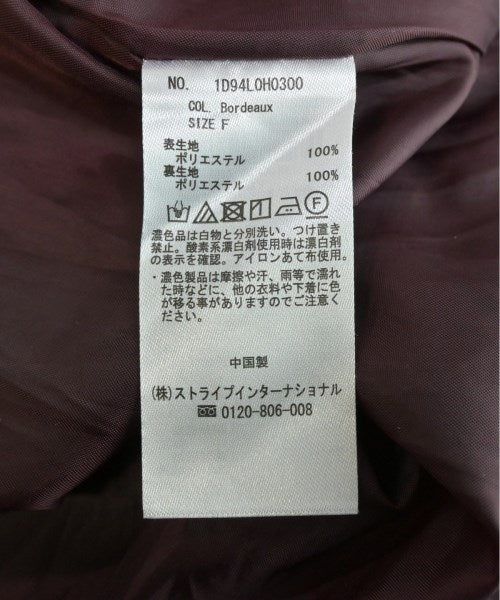 NO. 1D94L0H0300
COL. Bordeaux
SIZE F
表生地
ポリエステル 100%
裏生地
ポリエステル 100%
濃色品は白物と分別洗い。つけ置き
禁止。酸素系漂白剤使用時は漂白剤
の表示を確認。アイロンあて布使用。
・濃色製品は摩擦や汗、雨等で濡れ
た時などに、他の衣料や下着に色
が移る事がありますのでご注意く
ださい。
中国製
(株)ストライプインターナショナル
0120-806-008